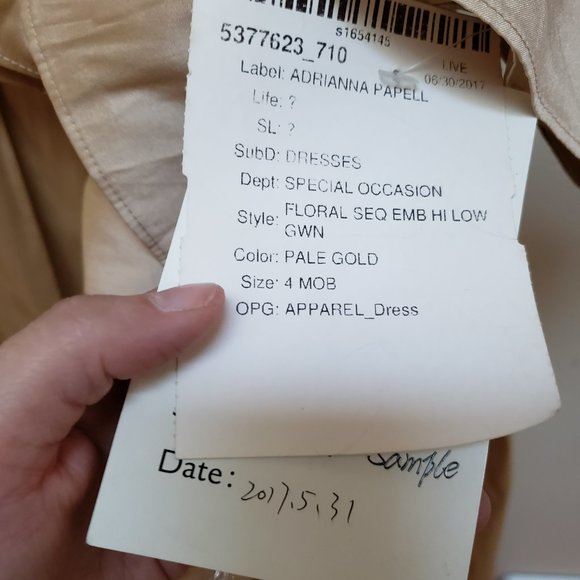 s1654145
5377623_710
LIVE
06/30/2017
Label: ADRIANNA PAPELL
Life: ?
SL: ?
SubD: DRESSES
Dept: SPECIAL OCCASION
Style: FLORAL SEQ EMB HI LOW
GWN
Color: PALE GOLD
Size: 4 MOB
OPG: APPAREL_Dress
Sample
Date: 2017.5.31